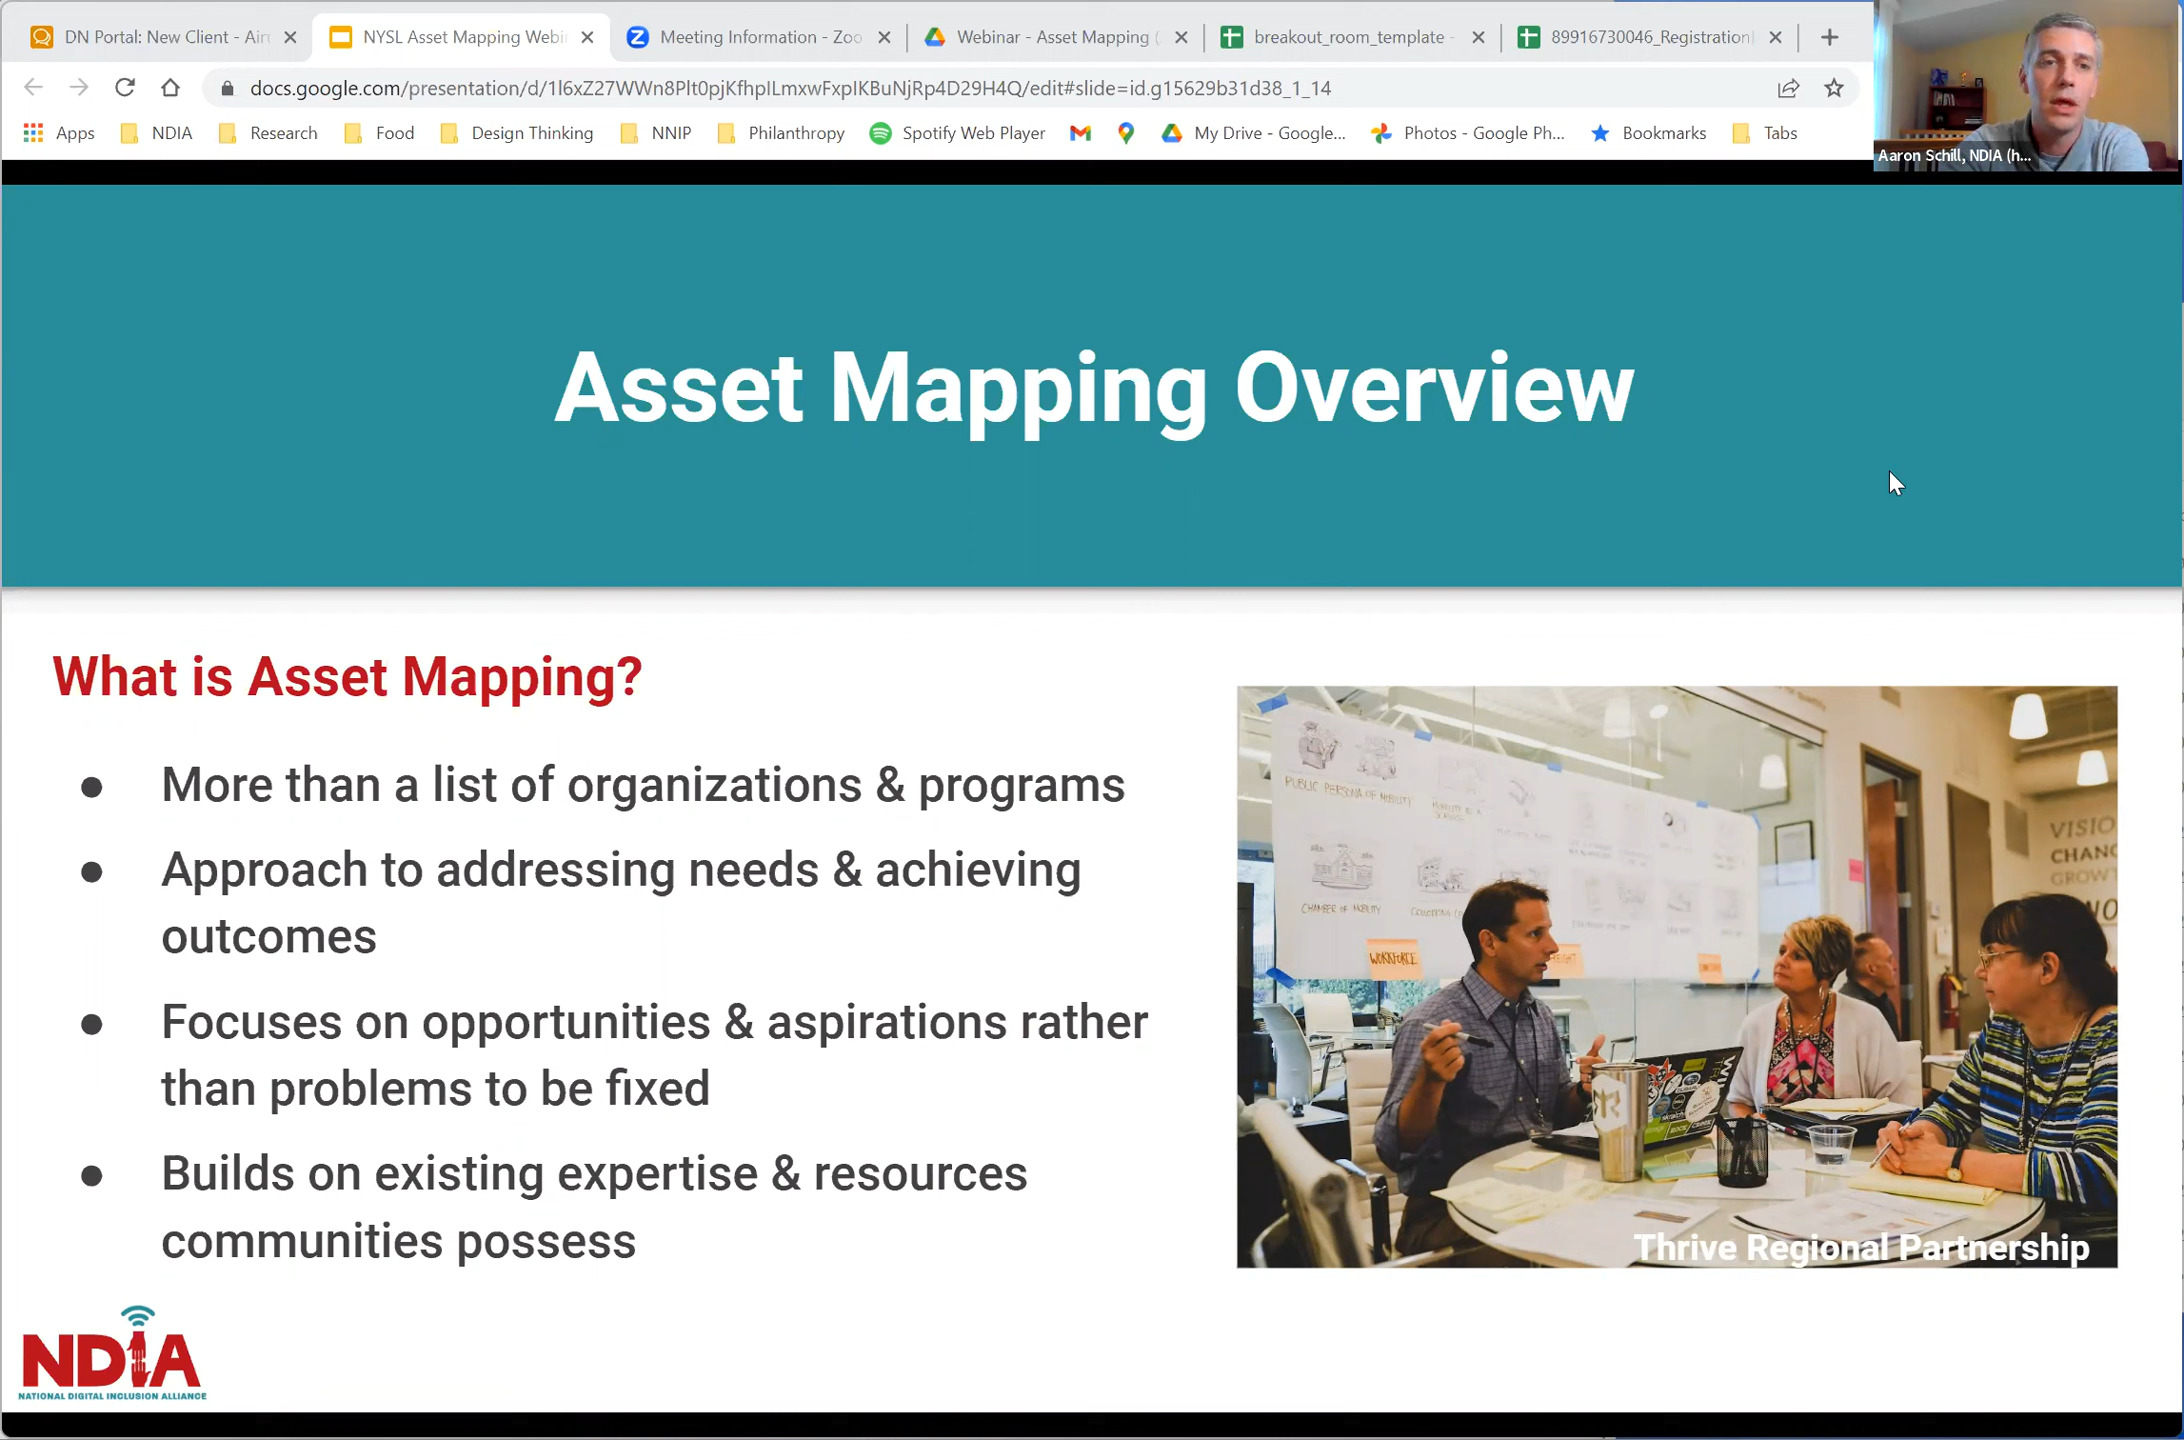 DN Portal: New Client - Air
NYSL Asset Mapping Webi
Meeting Information - Zoo
Webinar - Asset Mapping (
breakout_room_template -
89916730046_Registration
docs.google.com/presentation/d/1l6xZ27WWn8Plt0pjKfhpILmxwFxpIKBuNjRp4D29H4Q/edit#slide=id.g15629b31d38_1_14
Apps NDIA Research Food Design Thinking NNIP Philanthropy Spotify Web Player My Drive - Google... Photos - Google Ph... Bookmarks Tabs
Aaron Schill, NDIA (h...
Asset Mapping Overview
What is Asset Mapping?
● More than a list of organizations & programs
● Approach to addressing needs & achieving
outcomes
● Focuses on opportunities & aspirations rather
than problems to be fixed
● Builds on existing expertise & resources
communities possess
PUBLIC PERSONA OF MOBILITY
CHAMBER OF MOBILITY
WORKFORCE
VISIO
CHANG
GROWT
Thrive Regional Partnership
NDIA
NATIONAL DIGITAL INCLUSION ALLIANCE